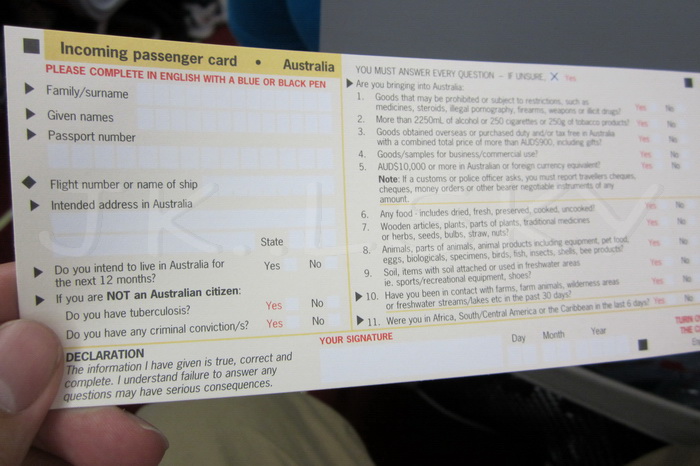 Incoming passenger card • Australia
PLEASE COMPLETE IN ENGLISH WITH A BLUE OR BLACK PEN
Family/surname
Given names
Passport number
Flight number or name of ship
Intended address in Australia
State
Do you intend to live in Australia for
the next 12 months?
Yes No
If you are NOT an Australian citizen:
Do you have tuberculosis? Yes No
Do you have any criminal conviction/s? Yes No
DECLARATION
The information I have given is true, correct and
complete. I understand failure to answer any
questions may have serious consequences.
YOU MUST ANSWER EVERY QUESTION – IF UNSURE, X Yes
Are you bringing into Australia:
1. Goods that may be prohibited or subject to restrictions, such as
medicines, steroids, illegal pornography, firearms, weapons or illicit drugs? Yes No
2. More than 2250mL of alcohol or 250 cigarettes or 250g of tobacco products? Yes No
3. Goods obtained overseas or purchased duty and/or tax free in Australia
with a combined total price of more than AUD$900, including gifts? Yes No
4. Goods/samples for business/commercial use? Yes No
5. AUD$10,000 or more in Australian or foreign currency equivalent? Yes No
Note: If a customs or police officer asks, you must report travellers cheques,
cheques, money orders or other bearer negotiable instruments of any
amount.
6. Any food - includes dried, fresh, preserved, cooked, uncooked? Yes No
7. Wooden articles, plants, parts of plants, traditional medicines
or herbs, seeds, bulbs, straw, nuts? Yes No
8. Animals, parts of animals, animal products including equipment, pet food,
eggs, biologicals, specimens, birds, fish, insects, shells, bee products? Yes No
9. Soil, items with soil attached or used in freshwater areas
ie. sports/recreational equipment, shoes? Yes No
10. Have you been in contact with farms, farm animals, wilderness areas
or freshwater streams/lakes etc in the past 30 days? Yes No
11. Were you in Africa, South/Central America or the Caribbean in the last 6 days? Yes No
YOUR SIGNATURE Day Month Year
TURN
THE